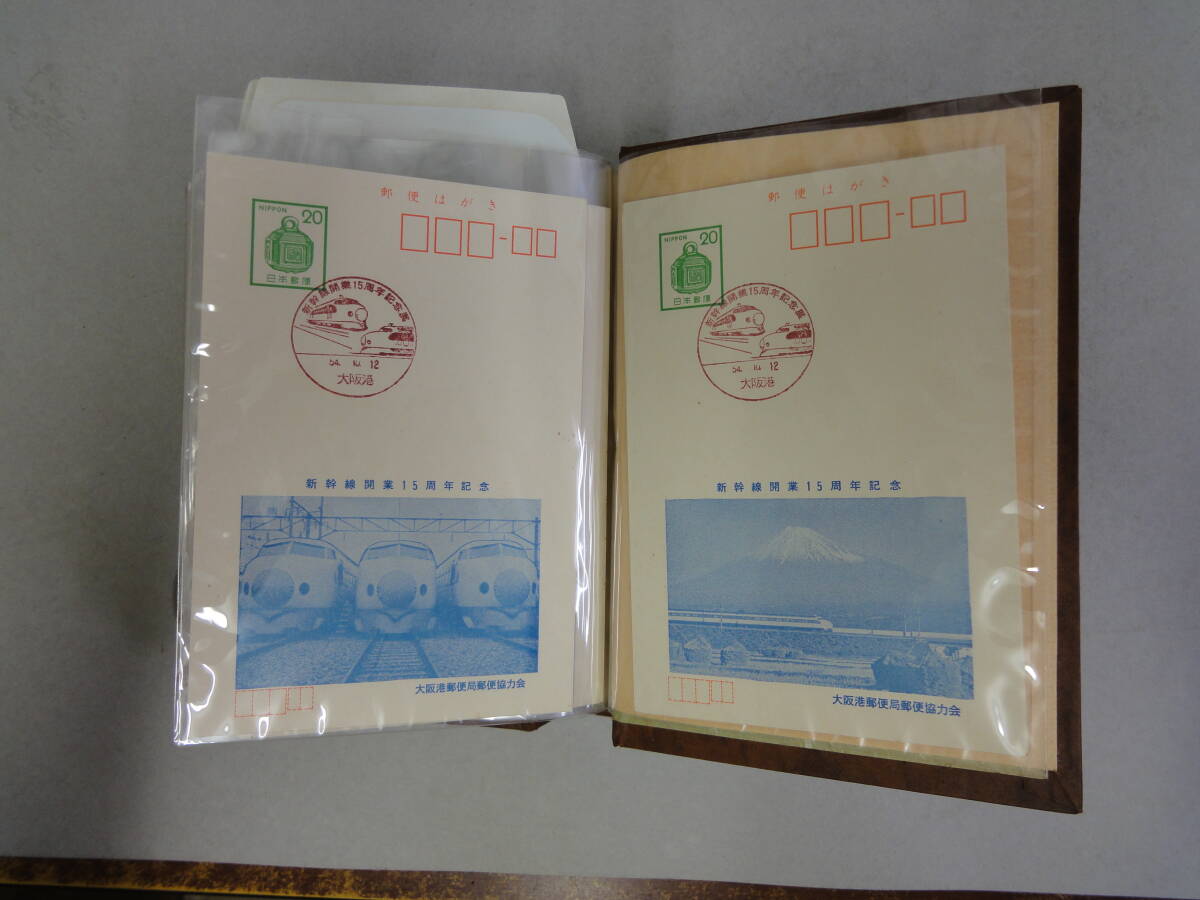 郵便はがき
NIPPON 20
日本郵便
新幹線開業15周年記念展
54. 10. 12
大阪港
新幹線開業15周年記念
大阪港郵便局郵便協力会
郵便はがき
NIPPON 20
日本郵便
新幹線開業15周年記念展
54. 10. 12
大阪港
新幹線開業15周年記念
大阪港郵便局郵便協力会